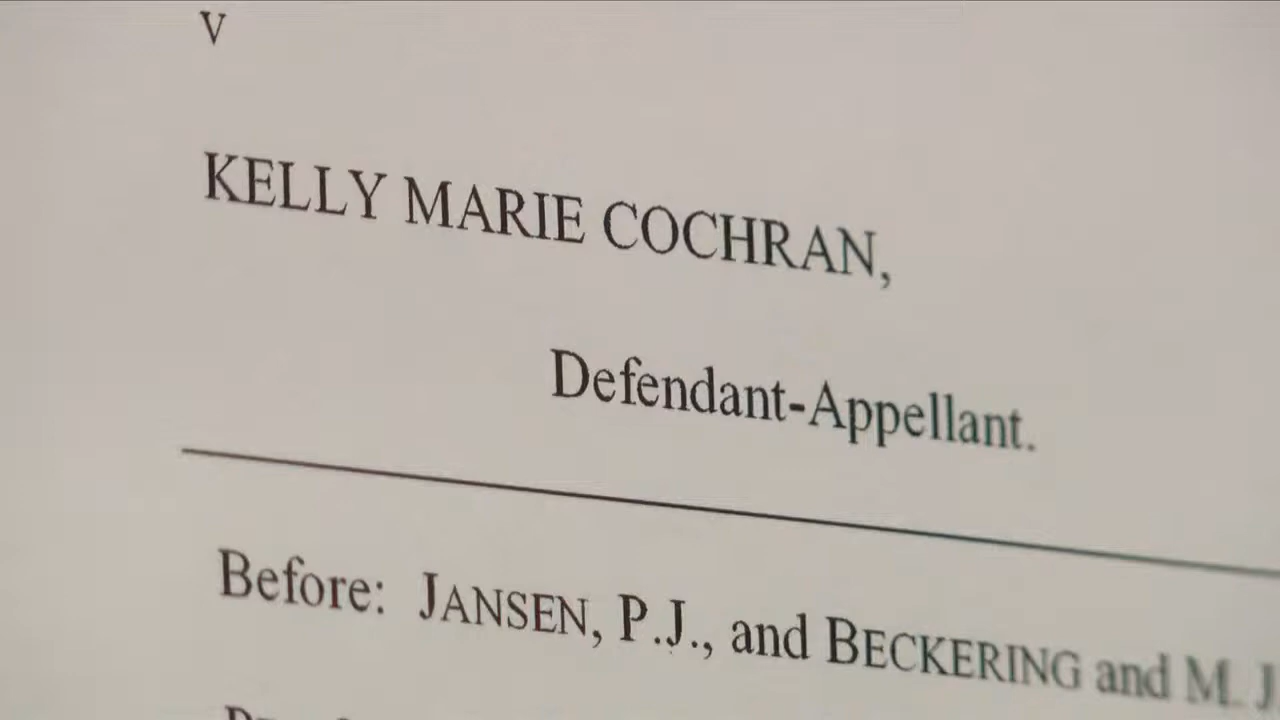 V
KELLY MARIE COCHRAN,
Defendant-Appellant.
Before: JANSEN, P.J., and BECKERING and M. J.